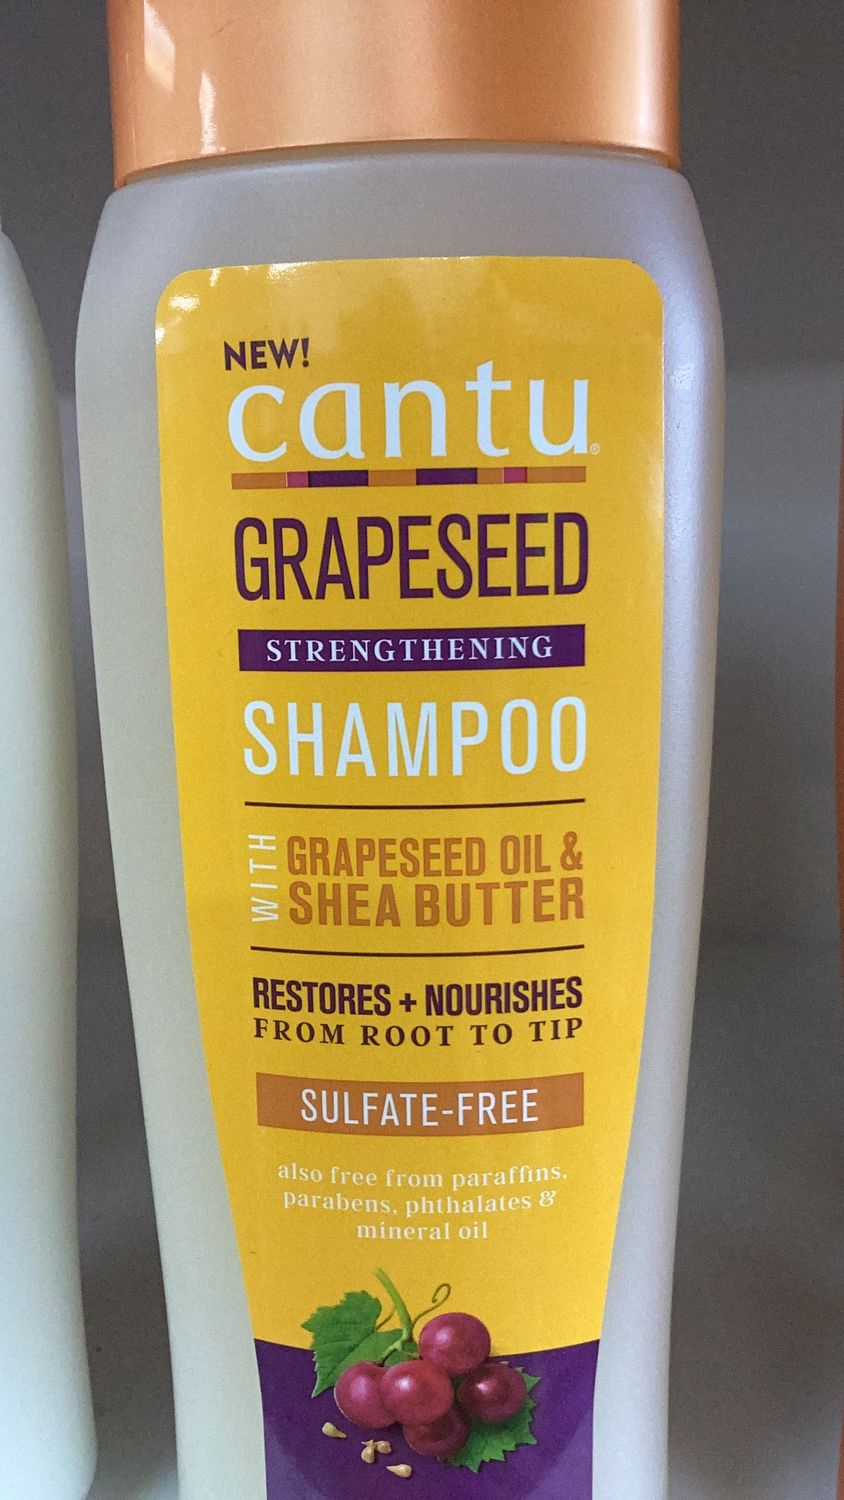 NEW!
cantu®
GRAPESEED
STRENGTHENING
SHAMPOO
WITH GRAPESEED OIL &
SHEA BUTTER
RESTORES + NOURISHES
FROM ROOT TO TIP
SULFATE-FREE
also free from paraffins,
parabens, phthalates &
mineral oil